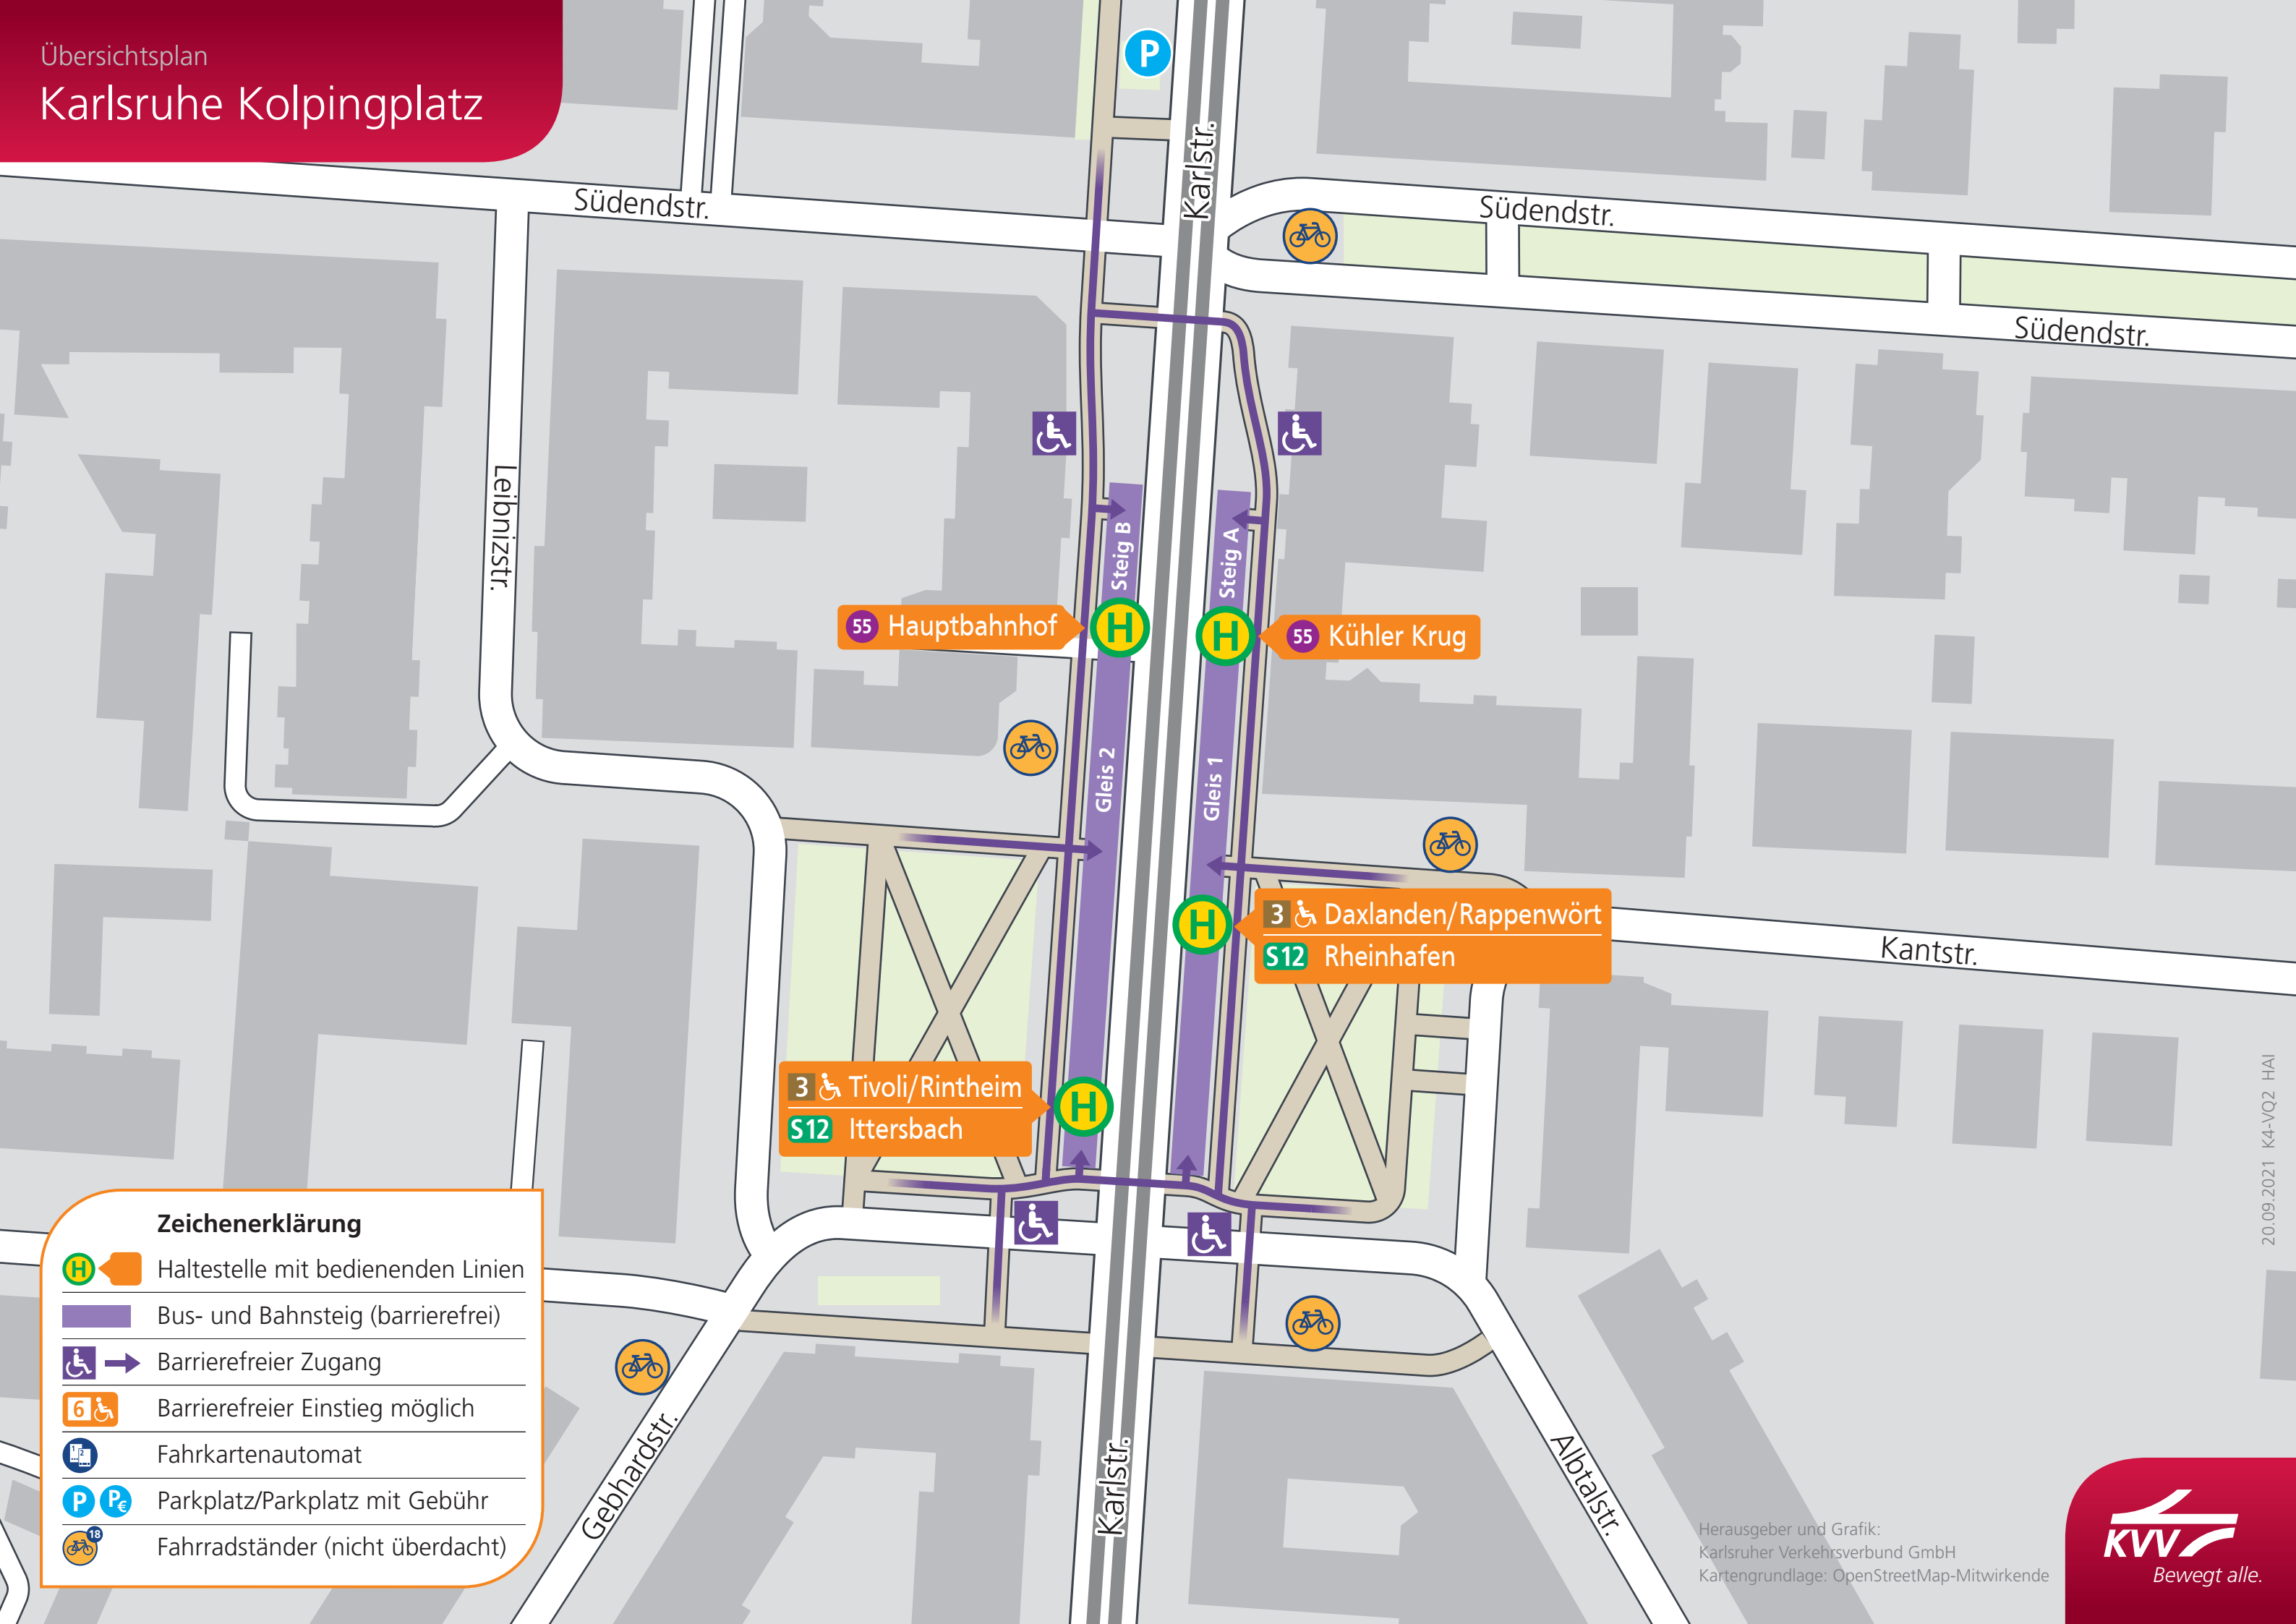 Übersichtsplan
Karlsruhe Kolpingplatz
P
Karlstr.
Südendstr.
Südendstr.
Südendstr.
Leibnizstr.
Steig B
Steig A
55 Hauptbahnhof
H
H
55 Kühler Krug
Gleis 2
Gleis 1
H
3 Daxlanden/Rappenwört
S12 Rheinhafen
Kantstr.
3 Tivoli/Rintheim
S12 Ittersbach
H
Gebhardstr.
Karlstr.
Albtalstr.
Zeichenerklärung
H Haltestelle mit bedienenden Linien
Bus- und Bahnsteig (barrierefrei)
Barrierefreier Zugang
6 Barrierefreier Einstieg möglich
1 2 Fahrkartenautomat
P P€ Parkplatz/Parkplatz mit Gebühr
18 Fahrradständer (nicht überdacht)
20.09.2021 K4-VQ2 HAI
Herausgeber und Grafik:
Karlsruher Verkehrsverbund GmbH
Kartengrundlage: OpenStreetMap-Mitwirkende
KVV
Bewegt alle.